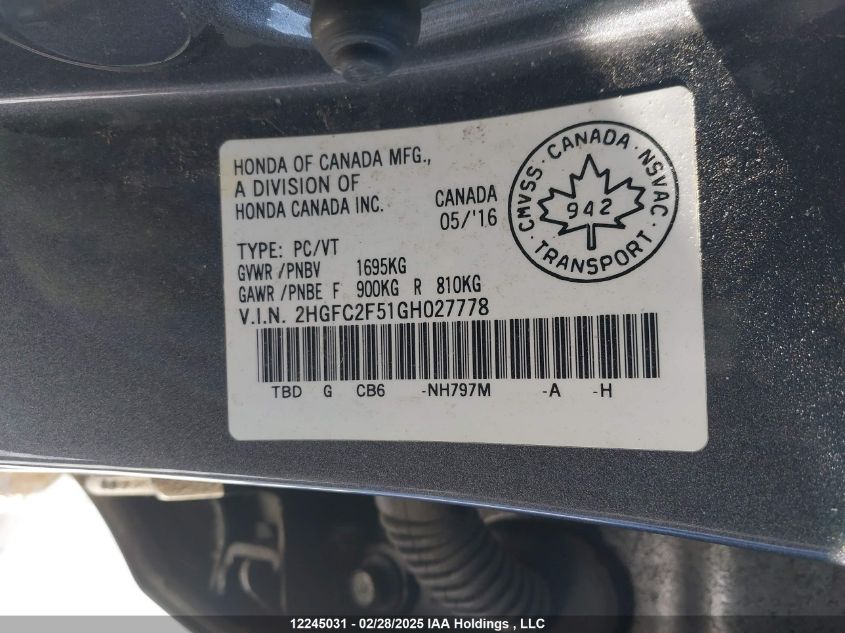 HONDA OF CANADA MFG.,
A DIVISION OF
HONDA CANADA INC.
CANADA
05/'16
TYPE: PC/VT
GVWR /PNBV 1695KG
GAWR /PNBE F 900KG R 810KG
V.I.N. 2HGFC2F51GH027778
TBD G CB6 -NH797M -A -H
CMVSS · CANADA · NSVAC
942
· TRANSPORT ·
12245031 - 02/28/2025 IAA Holdings , LLC